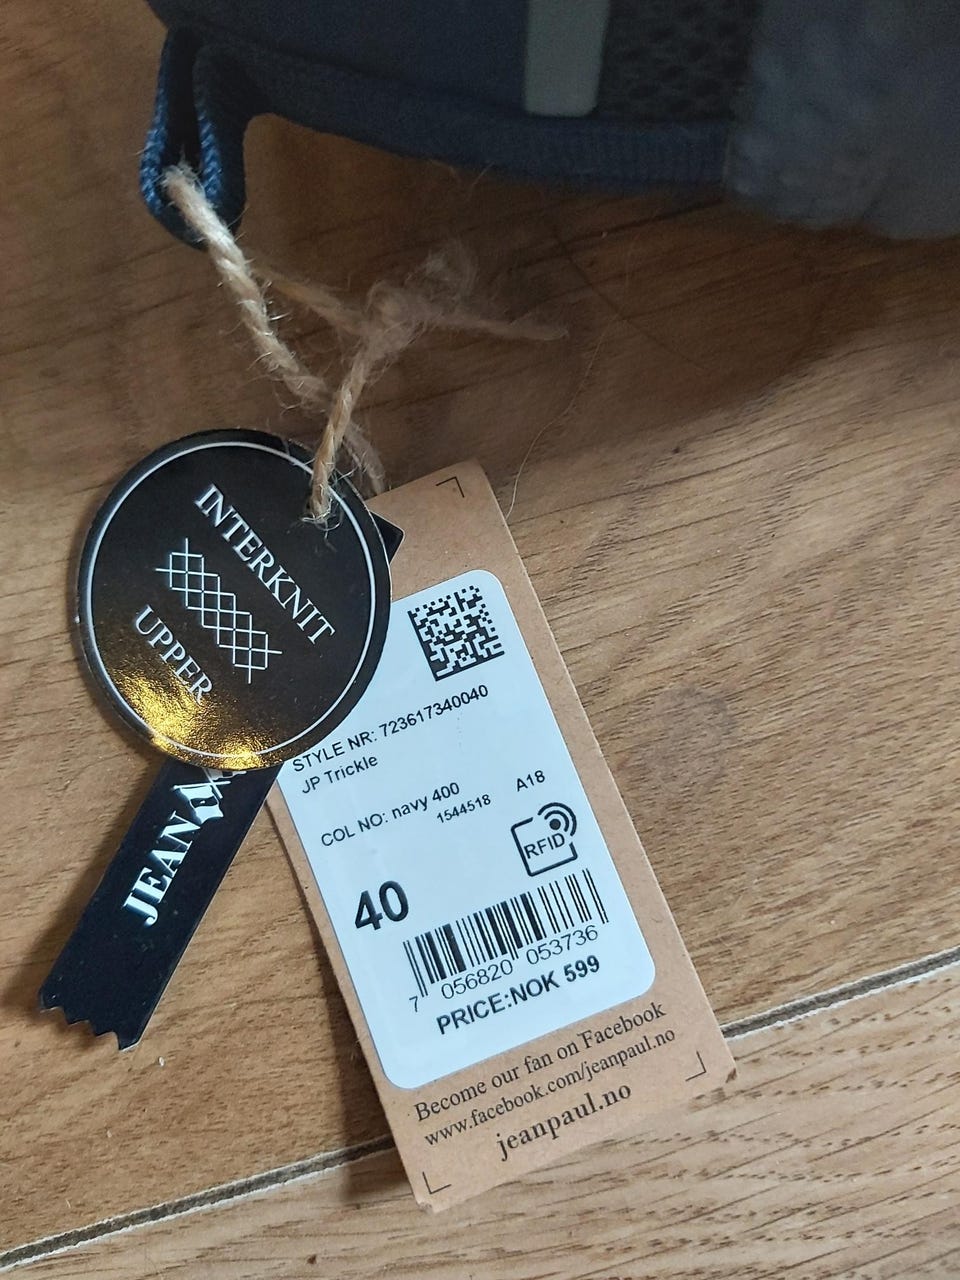 INTERKNIT
UPPER
JEAN
STYLE NR: 723617340040
JP Trickle
COL NO: navy 400
1544518
A18
RFID
40
7 056820 053736
PRICE:NOK 599
Become our fan on Facebook
www.facebook.com/jeanpaul.no
jeanpaul.no